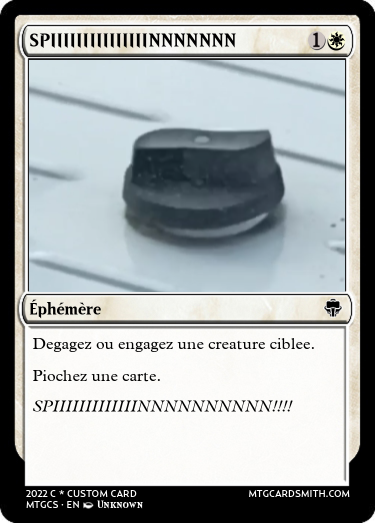 SPIIIIIIIIIIIIIIINNNNNNN
1
Éphémère
Degagez ou engagez une creature ciblee.
Piochez une carte.
SPIIIIIIIIIIIIINNNNNNNNNN!!!!
2022 C * CUSTOM CARD
MTGCS · EN UNKNOWN
MTGCARDSMITH.COM